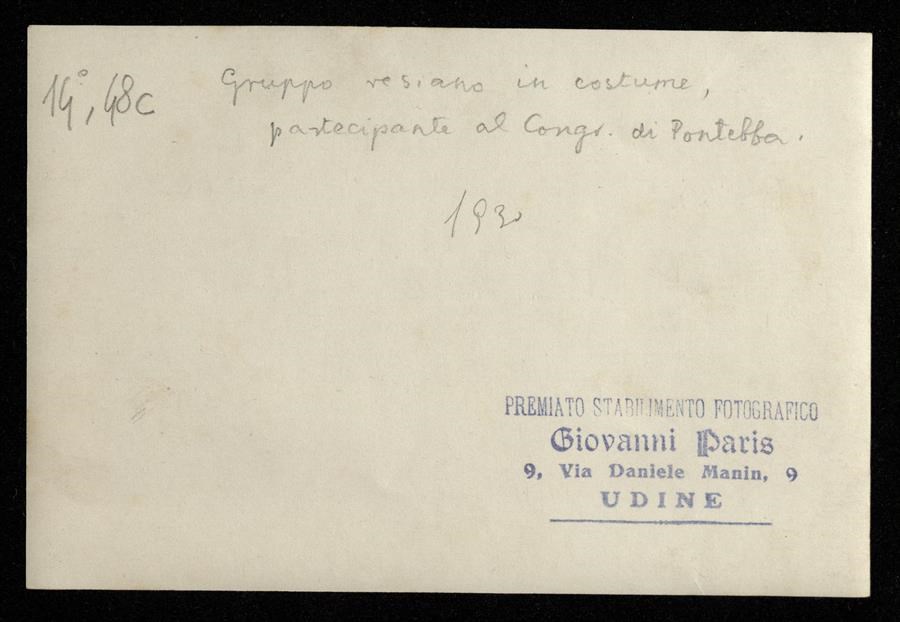 14°, 48c
Gruppo resiano in costume,
partecipante al Congr. di Pontebba.
1930
PREMIATO STABILIMENTO FOTOGRAFICO
Giovanni Paris
9, Via Daniele Manin, 9
UDINE